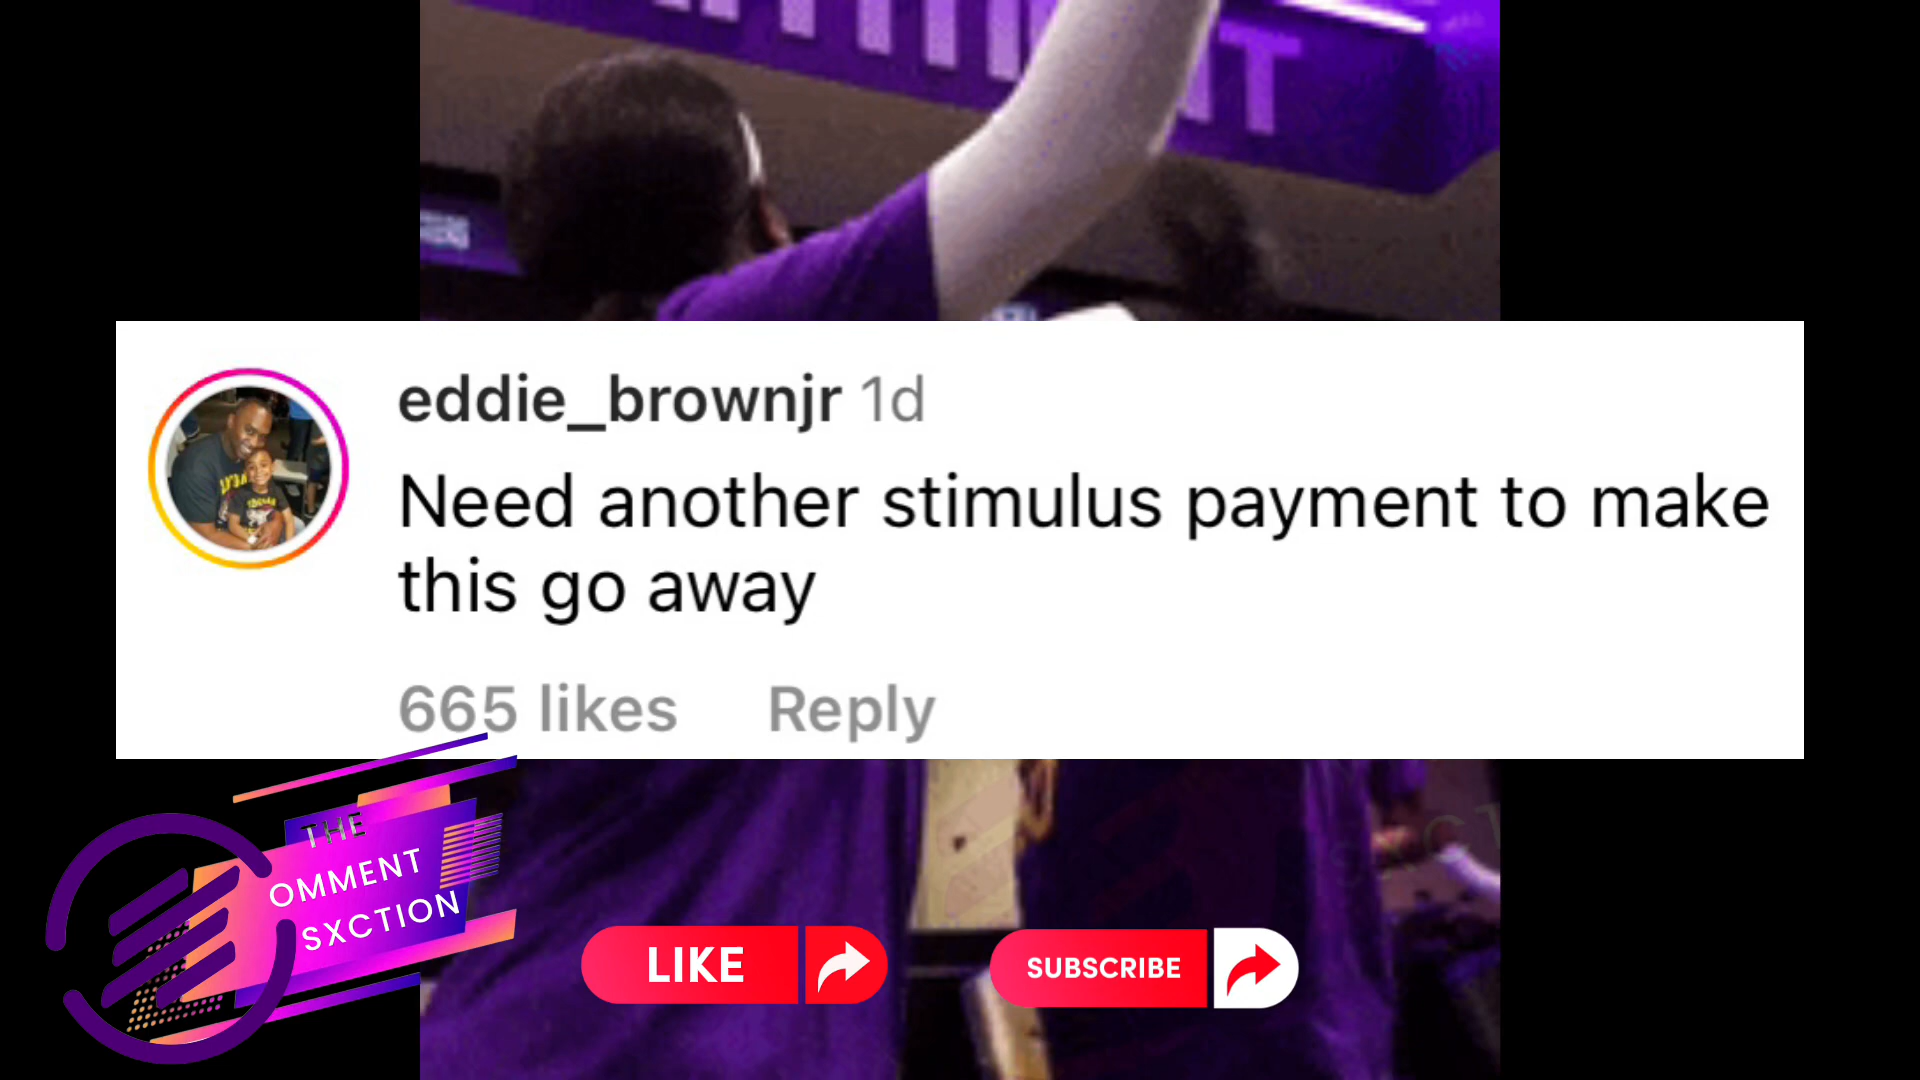 eddie_brownjr 1d
Need another stimulus payment to make
this go away
665 likes Reply
THE
OMMENT
SXCTION
LIKE
SUBSCRIBE